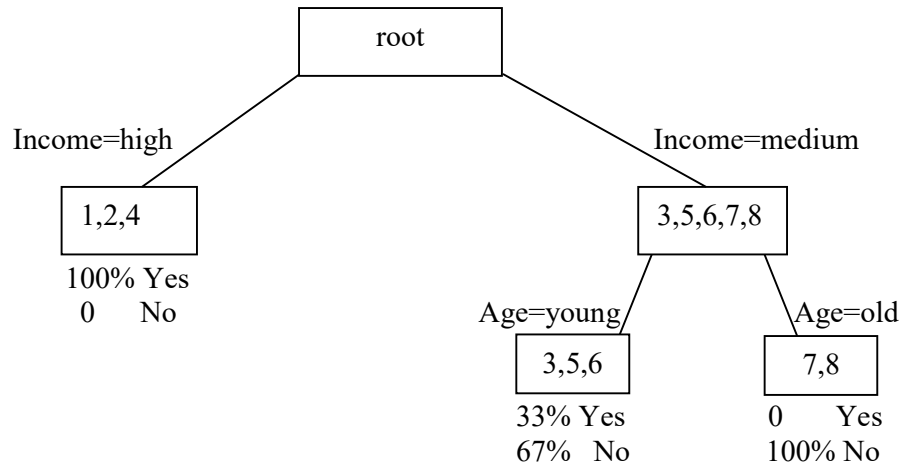 root
Income=high
Income=medium
1,2,4
3,5,6,7,8
100% Yes
0 No
Age=young
Age=old
3,5,6
7,8
33% Yes
67% No
0 Yes
100% No